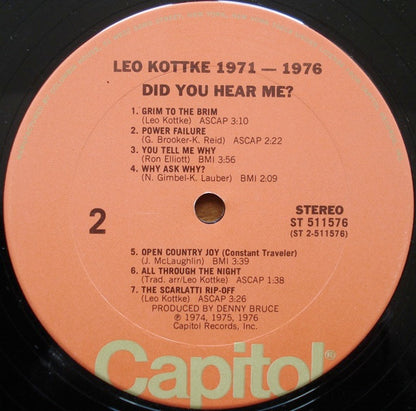 LEO KOTTKE 1971 — 1976
DID YOU HEAR ME?
1. GRIM TO THE BRIM
(Leo Kottke) ASCAP 3:10
2. POWER FAILURE
(G. Brooker-K. Reid) ASCAP 2:22
3. YOU TELL ME WHY
(Ron Elliott) BMI 3:56
4. WHY ASK WHY?
(N. Gimbel-K. Lauber) BMI 2:09
2
STEREO
ST 511576
(ST 2-511576)
5. OPEN COUNTRY JOY (Constant Traveler)
(J. McLaughlin) BMI 3:39
6. ALL THROUGH THE NIGHT
(Trad. arr/Leo Kottke) ASCAP 1:38
7. THE SCARLATTI RIP-OFF
(Leo Kottke) ASCAP 3:26
PRODUCED BY DENNY BRUCE
℗ 1974, 1975, 1976
Capitol Records, Inc.
Capitol®